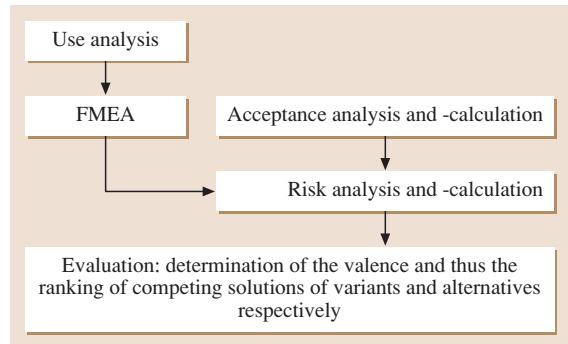 Use analysis
FMEA
Acceptance analysis and -calculation
Risk analysis and -calculation
Evaluation: determination of the valence and thus the
ranking of competing solutions of variants and alternatives
respectively